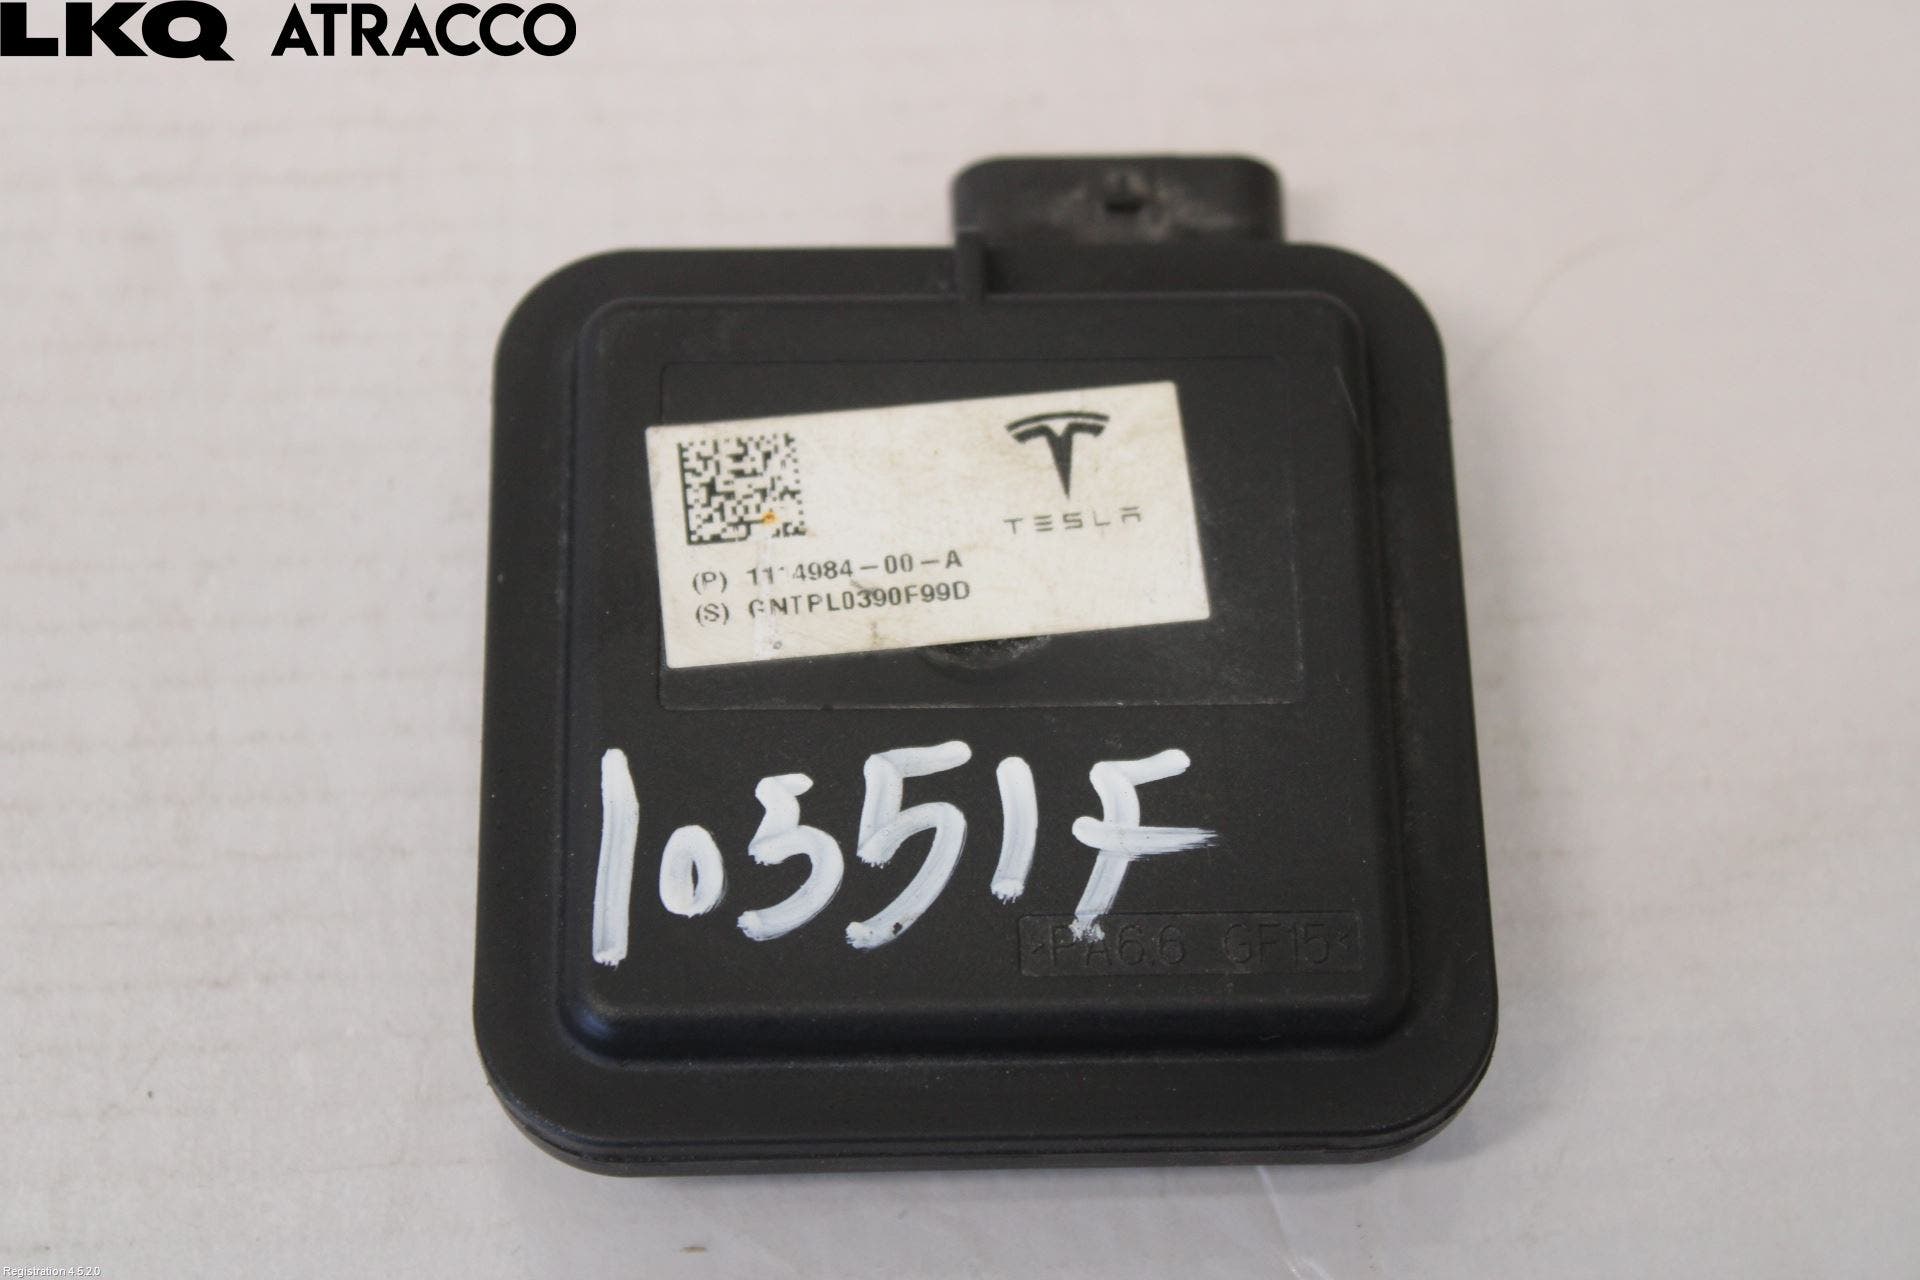 LKQ ATRACCO
TESLA
(P) 1114984-00-A
(S) GNTPL0390F99D
10351F
>PA6.6 GF15<
Registration 4.5.2.0